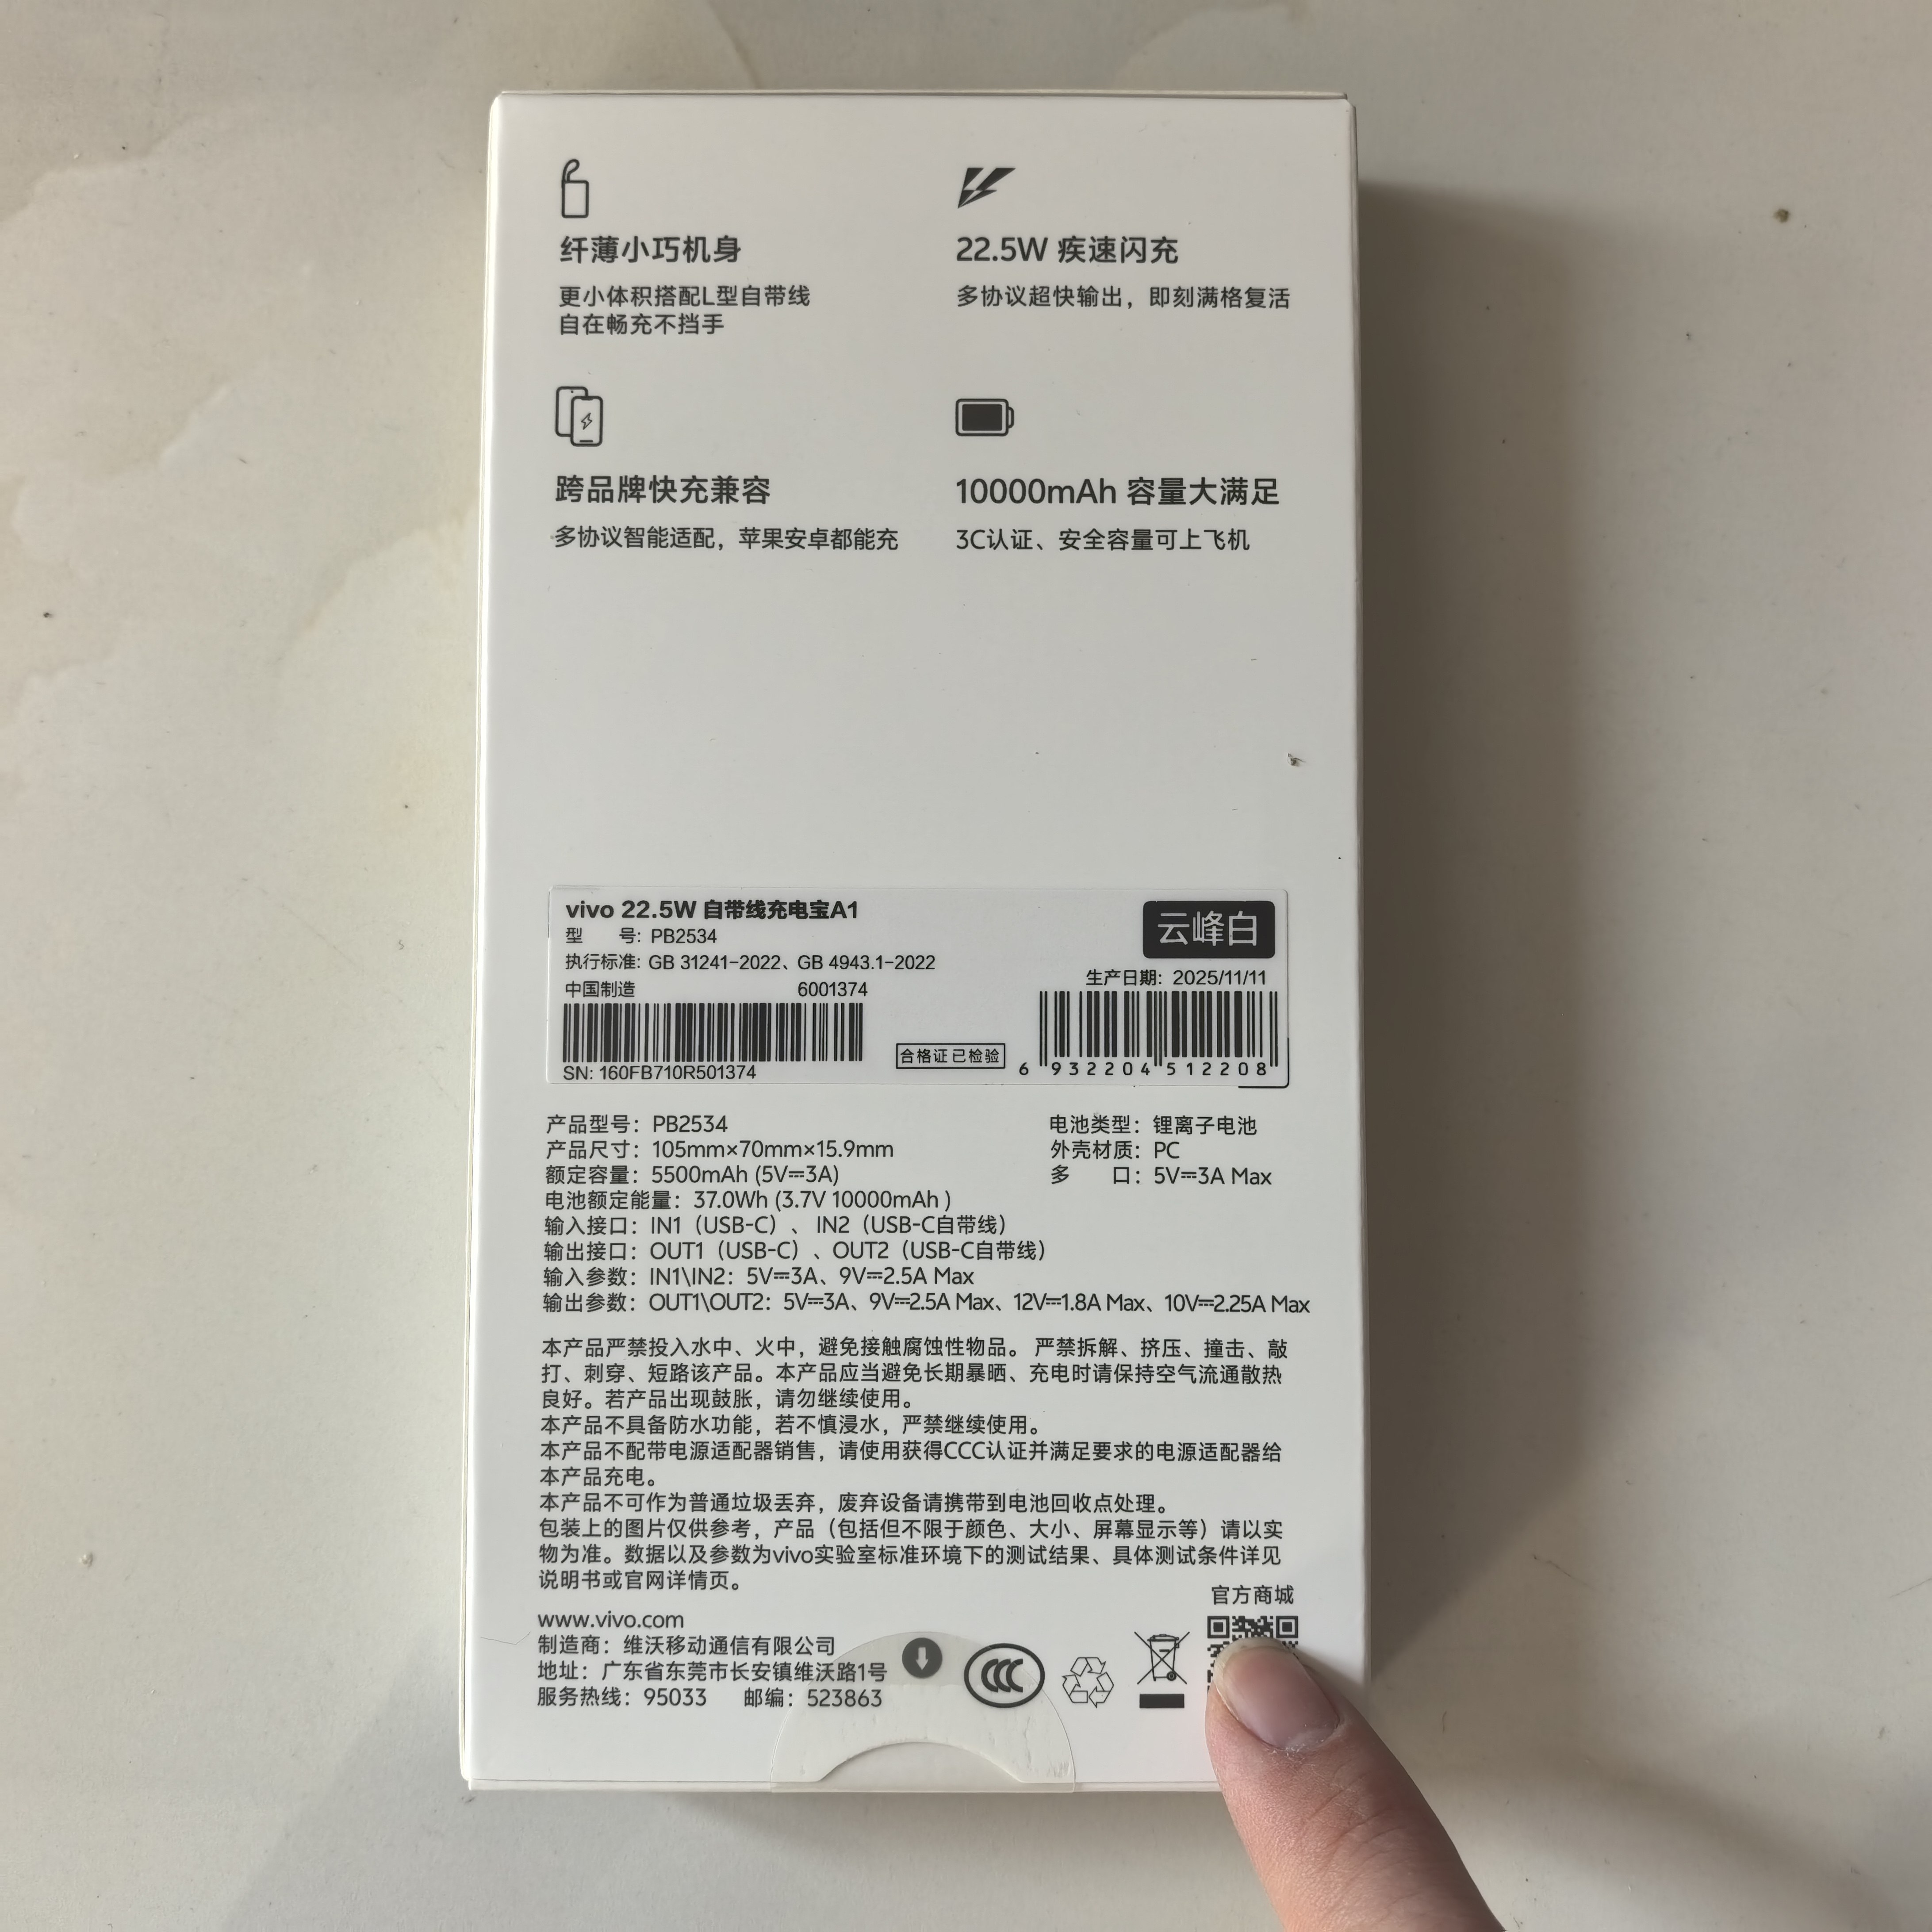 纤薄小巧机身
更小体积搭配L型自带线
自在畅充不挡手
22.5W 疾速闪充
多协议超快输出，即刻满格复活
跨品牌快充兼容
多协议智能适配，苹果安卓都能充
10000mAh 容量大满足
3C认证、安全容量可上飞机
vivo 22.5W 自带线充电宝A1
型 号: PB2534
执行标准: GB 31241-2022、GB 4943.1-2022
中国制造 6001374
SN: 160FB710R501374
合格证 已检验
云峰白
生产日期: 2025/11/11
6 932204 512208
产品型号：PB2534
产品尺寸：105mm×70mm×15.9mm
额定容量：5500mAh (5V⎓3A)
电池额定能量：37.0Wh (3.7V 10000mAh )
电池类型：锂离子电池
外壳材质：PC
多 口：5V⎓3A Max
输入接口：IN1（USB-C）、 IN2（USB-C自带线）
输出接口：OUT1（USB-C）、OUT2（USB-C自带线）
输入参数：IN1\IN2：5V⎓3A、9V⎓2.5A Max
输出参数：OUT1\OUT2：5V⎓3A、9V⎓2.5A Max、12V⎓1.8A Max、10V⎓2.25A Max
本产品严禁投入水中、火中，避免接触腐蚀性物品。 严禁拆解、挤压、撞击、敲
打、刺穿、短路该产品。本产品应当避免长期暴晒、充电时请保持空气流通散热
良好。若产品出现鼓胀，请勿继续使用。
本产品不具备防水功能，若不慎浸水，严禁继续使用。
本产品不配带电源适配器销售，请使用获得CCC认证并满足要求的电源适配器给
本产品充电。
本产品不可作为普通垃圾丢弃，废弃设备请携带到电池回收点处理。
包装上的图片仅供参考，产品（包括但不限于颜色、大小、屏幕显示等）请以实
物为准。数据以及参数为vivo实验室标准环境下的测试结果、具体测试条件详见
说明书或官网详情页。
官方商城
www.vivo.com
制造商：维沃移动通信有限公司
地址：广东省东莞市长安镇维沃路1号
服务热线：95033 邮编：523863
CCC